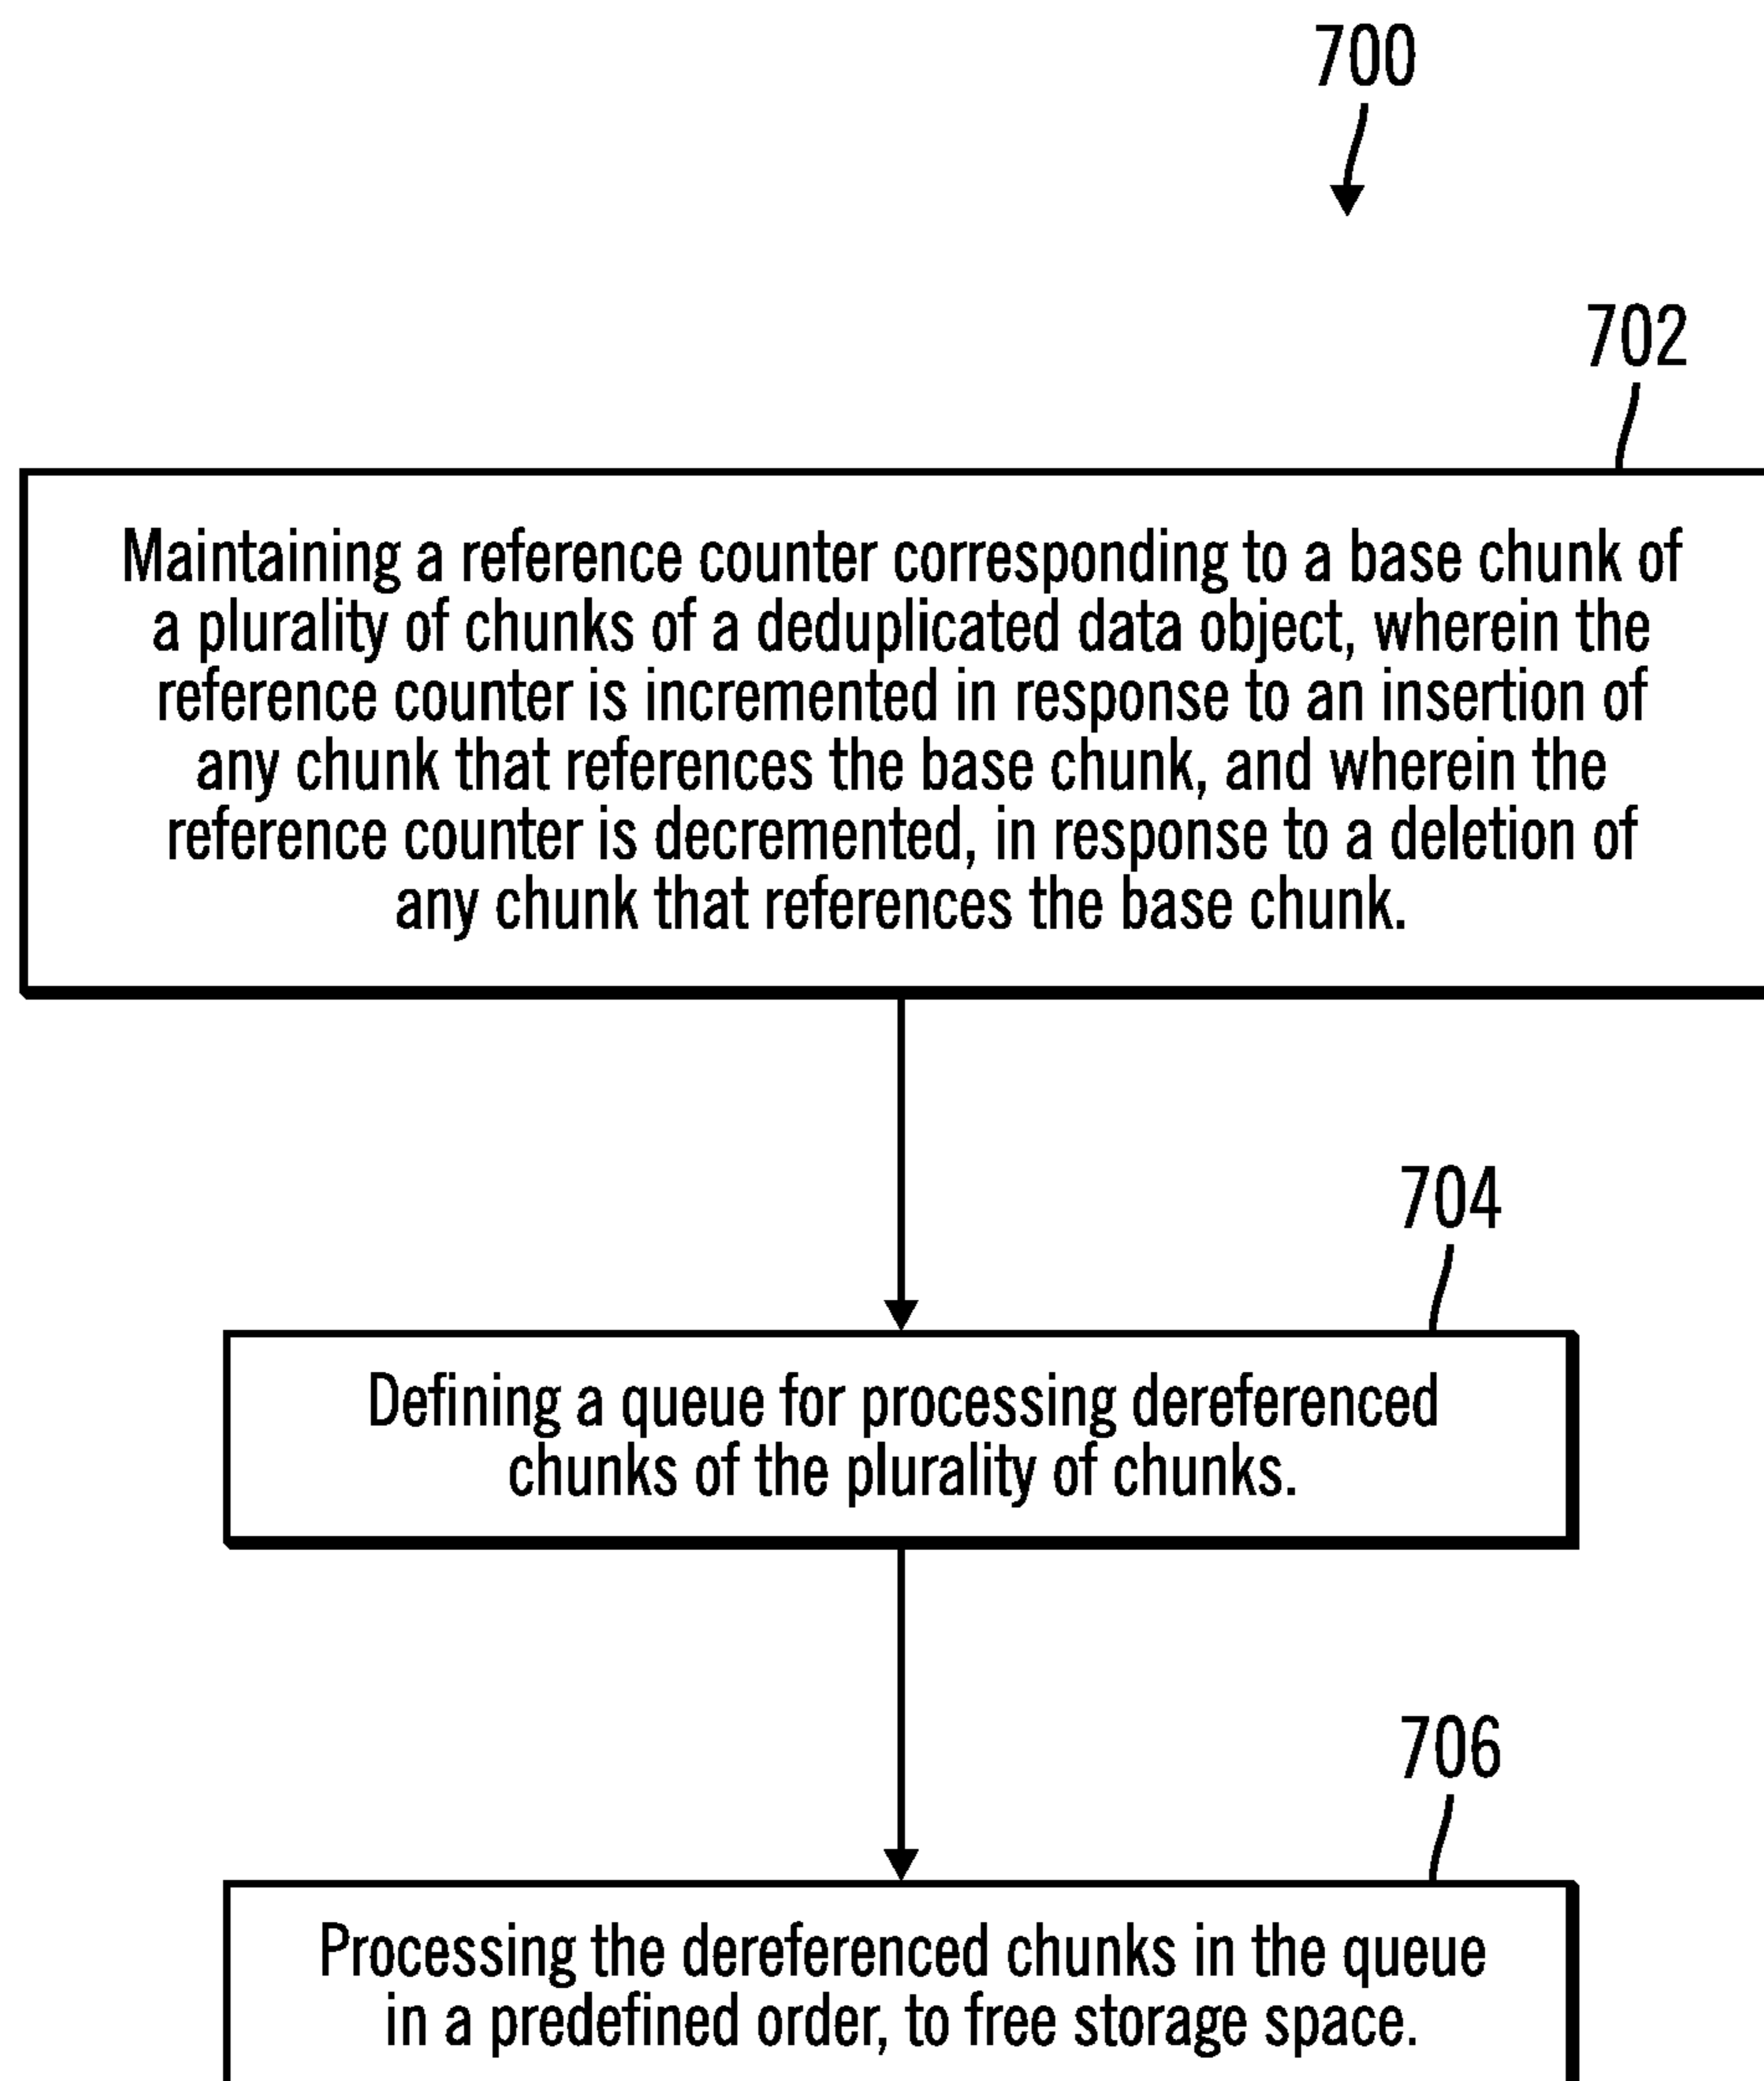 700
702
Maintaining a reference counter corresponding to a base chunk of
a plurality of chunks of a deduplicated data object, wherein the
reference counter is incremented in response to an insertion of
any chunk that references the base chunk, and wherein the
reference counter is decremented, in response to a deletion of
any chunk that references the base chunk.
704
Defining a queue for processing dereferenced
chunks of the plurality of chunks.
706
Processing the dereferenced chunks in the queue
in a predefined order, to free storage space.